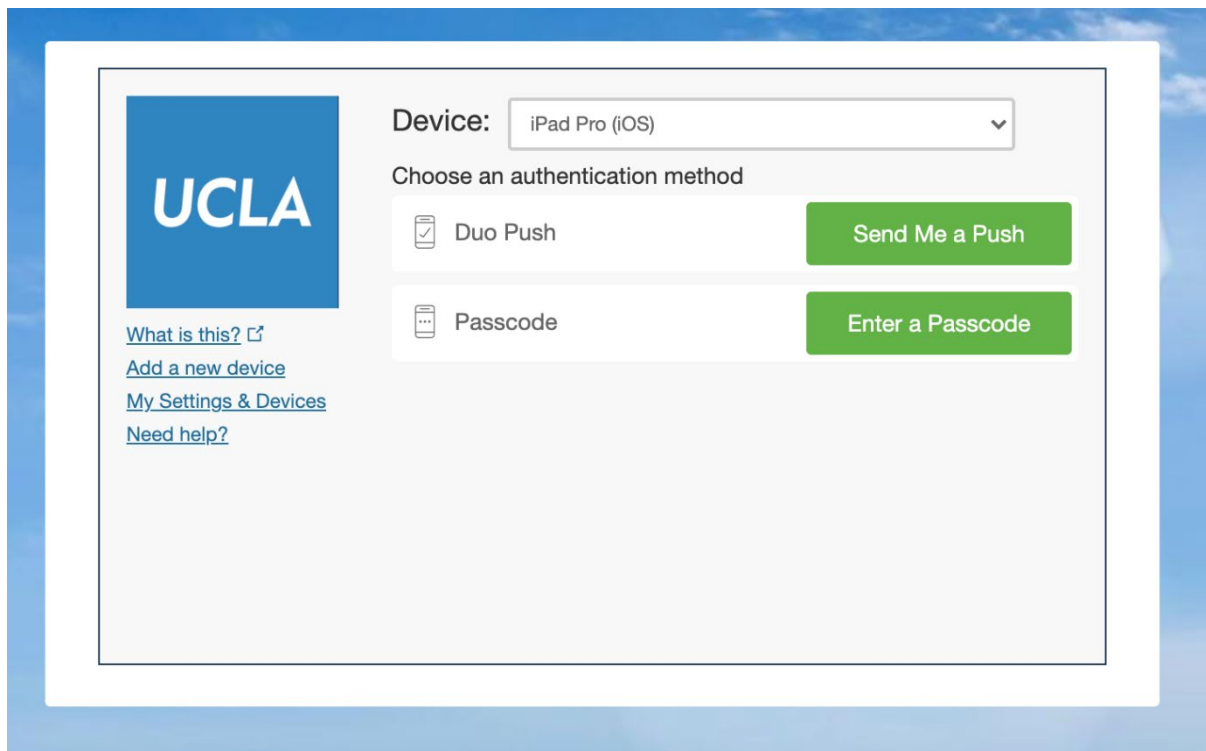 UCLA
What is this?
Add a new device
My Settings & Devices
Need help?
Device: iPad Pro (iOS)
Choose an authentication method
Duo Push Send Me a Push
Passcode Enter a Passcode